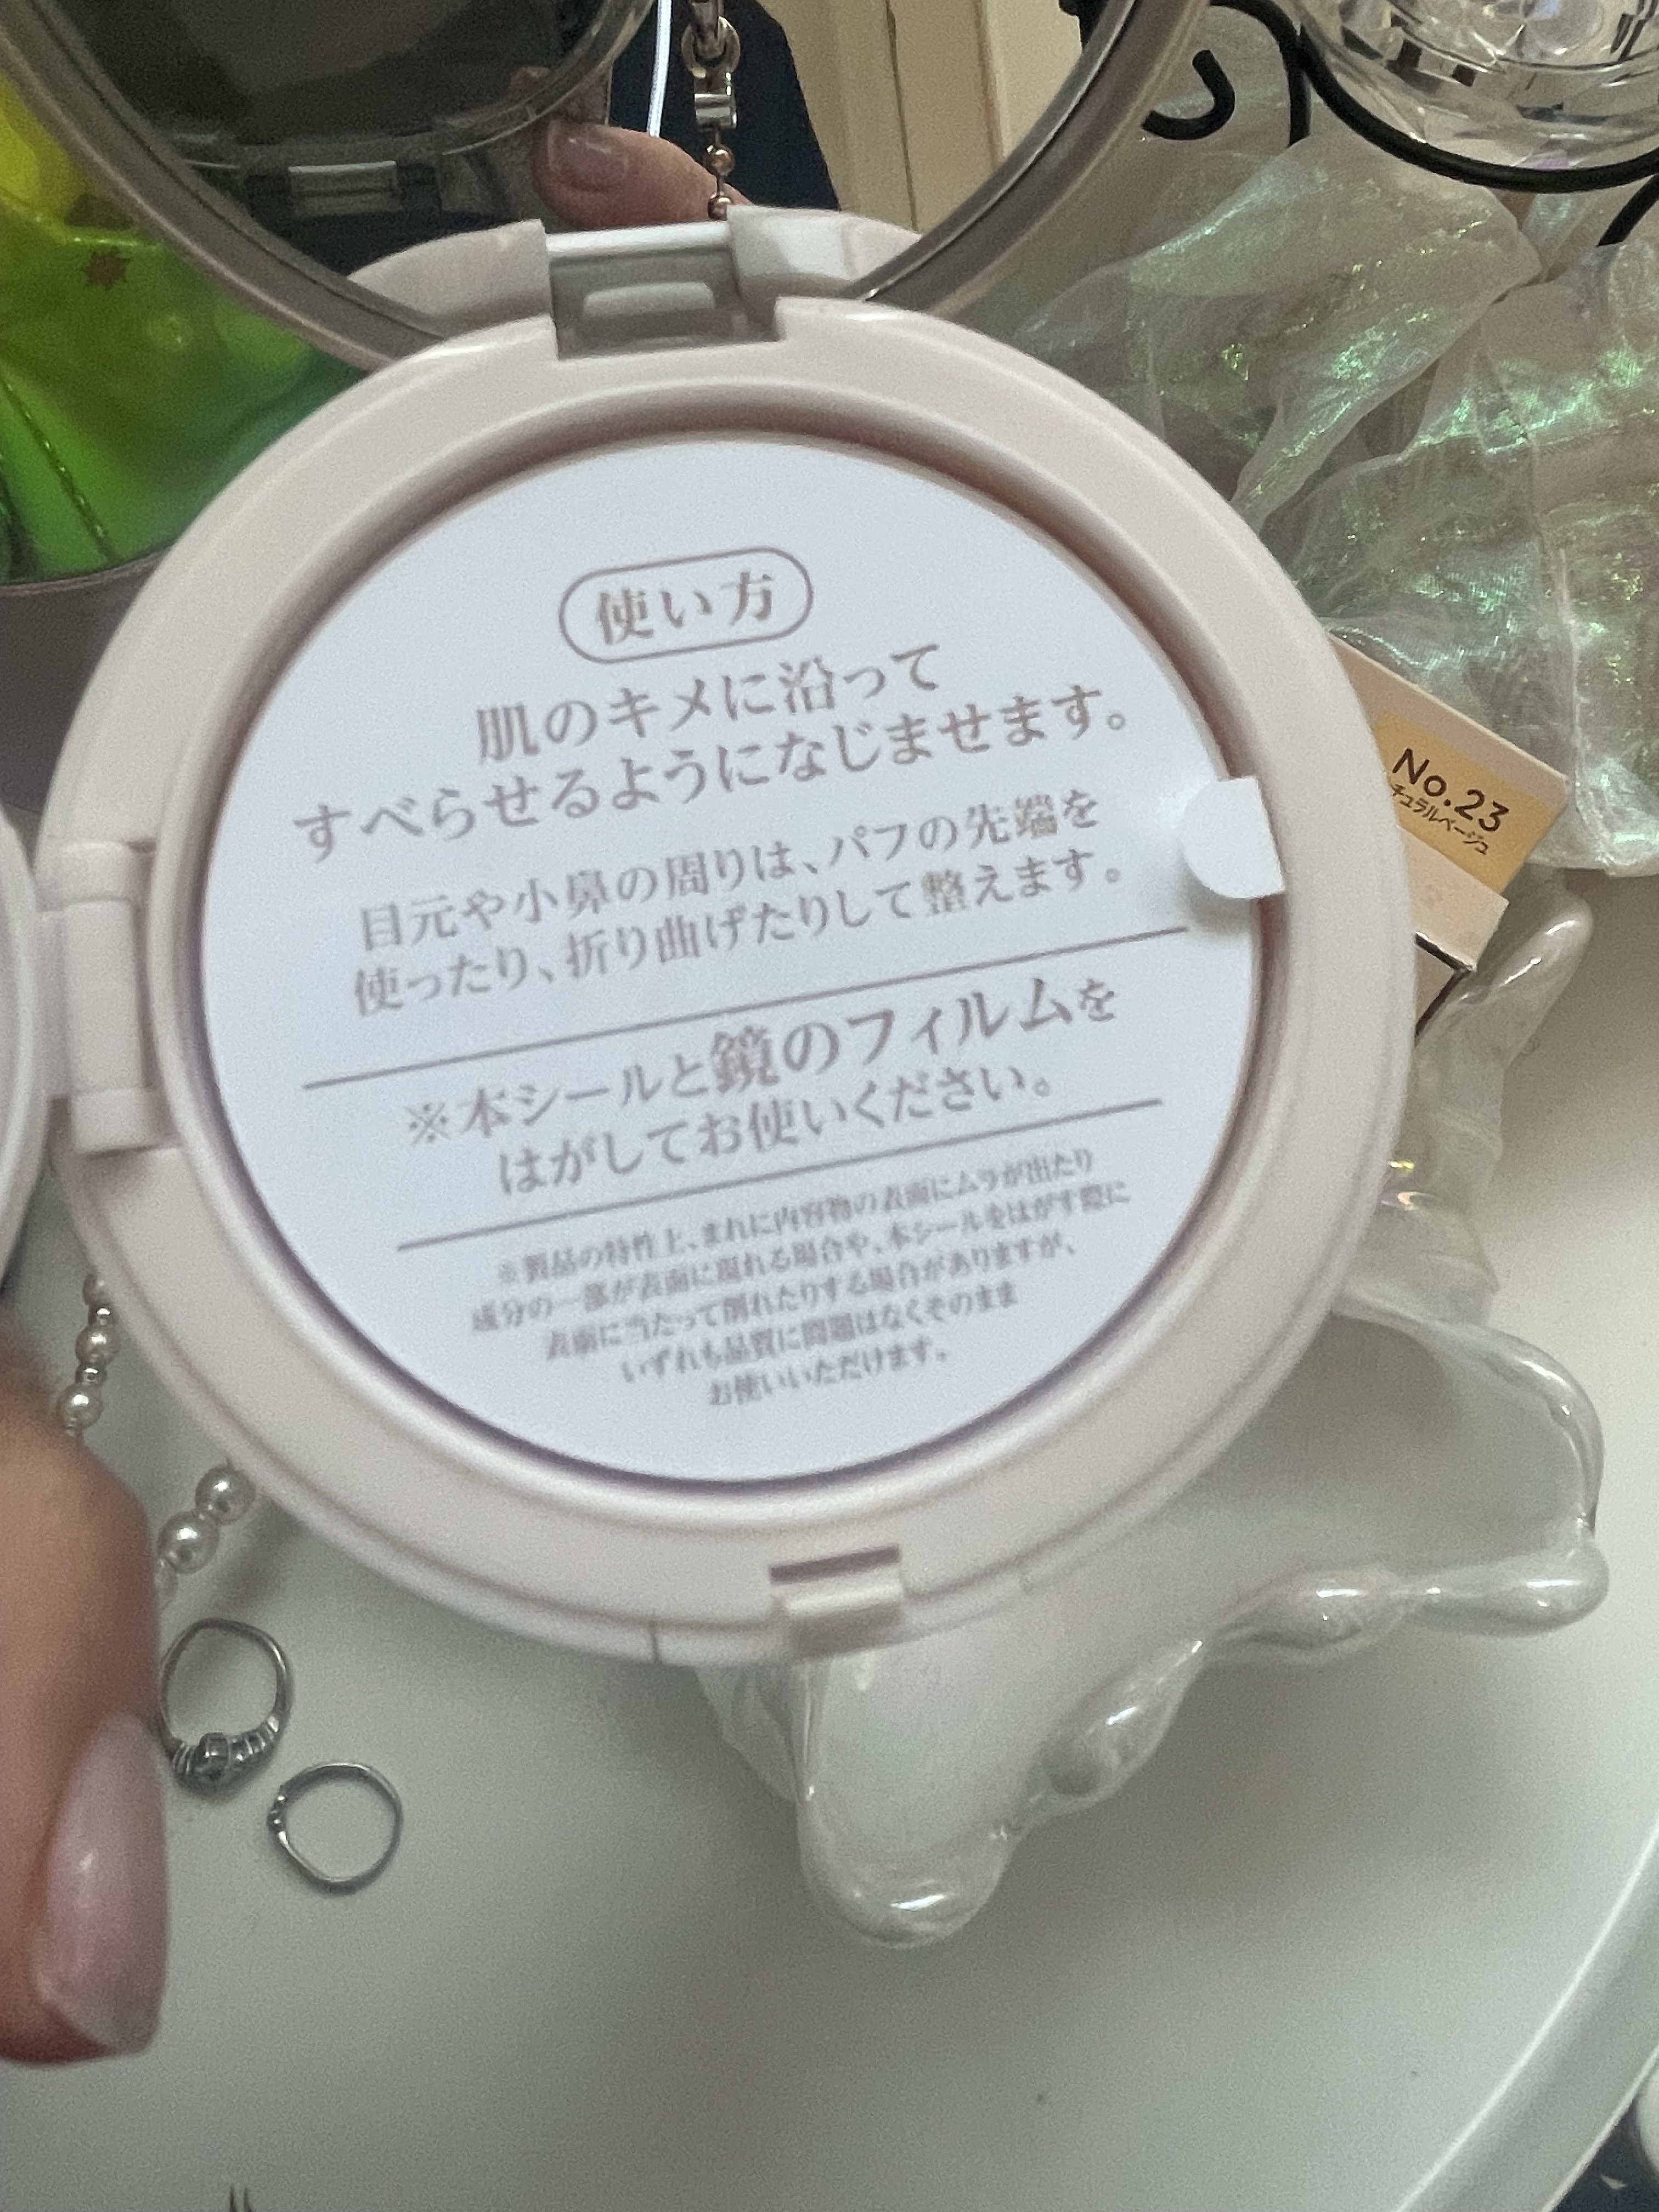 使い方
肌のキメに沿って
すべらせるようになじませます。
目元や小鼻の周りは、パフの先端を
使ったり、折り曲げたりして整えます。
※本シールと鏡のフィルムを
はがしてお使いください。
※製品の特性上、まれに内容物の表面にムラが出たり
成分の一部が表面に現れる場合や、本シールをはがす際に
表面に当たって削れたりする場合がありますが、
いずれも品質に問題はなくそのまま
お使いいただけます。
No.23
チュラルベージュ